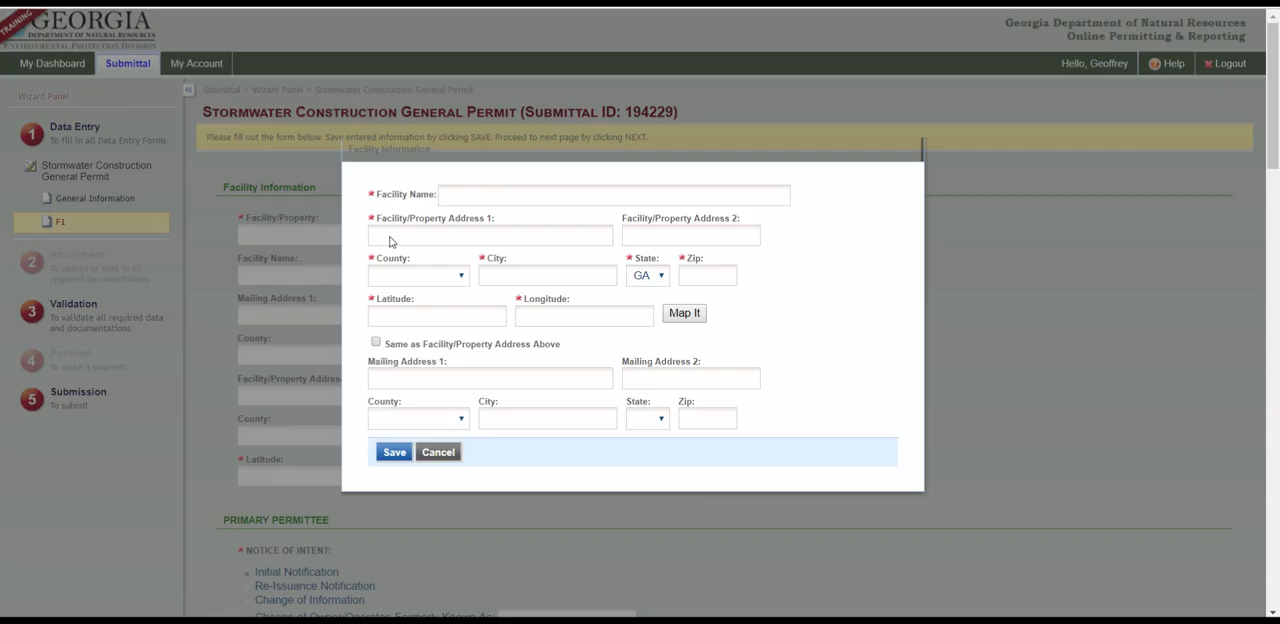 TRAINING
GEORGIA
DEPARTMENT OF NATURAL RESOURCES
ENVIRONMENTAL PROTECTION DIVISION
Georgia Department of Natural Resources
Online Permitting & Reporting
My Dashboard Submittal My Account Hello, Geoffrey Help Logout
Wizard Panel
Submittal > Wizard Panel > Stormwater Construction General Permit
STORMWATER CONSTRUCTION GENERAL PERMIT (SUBMITTAL ID: 194229)
Please fill out the form below. Save entered information by clicking SAVE. Proceed to next page by clicking NEXT.
1 Data Entry
To fill in all Data Entry Forms
Stormwater Construction
General Permit
General Information
F1
2 Attachment
To upload or mail in all
required documentations
3 Validation
To validate all required data
and documentations.
4 Payment
To make a payment
5 Submission
To submit
Facility Information
* Facility/Property:
Facility Name:
Mailing Address 1:
County:
Facility/Property Address
County:
* Latitude:
Facility Information
* Facility Name:
* Facility/Property Address 1: Facility/Property Address 2:
* County: * City: * State: * Zip:
GA
* Latitude: * Longitude:
Map It
Same as Facility/Property Address Above
Mailing Address 1: Mailing Address 2:
County: City: State: Zip:
Save Cancel
PRIMARY PERMITTEE
* NOTICE OF INTENT:
Initial Notification
Re-Issuance Notification
Change of Information
Change of Owner/Operator, Formerly Known As: